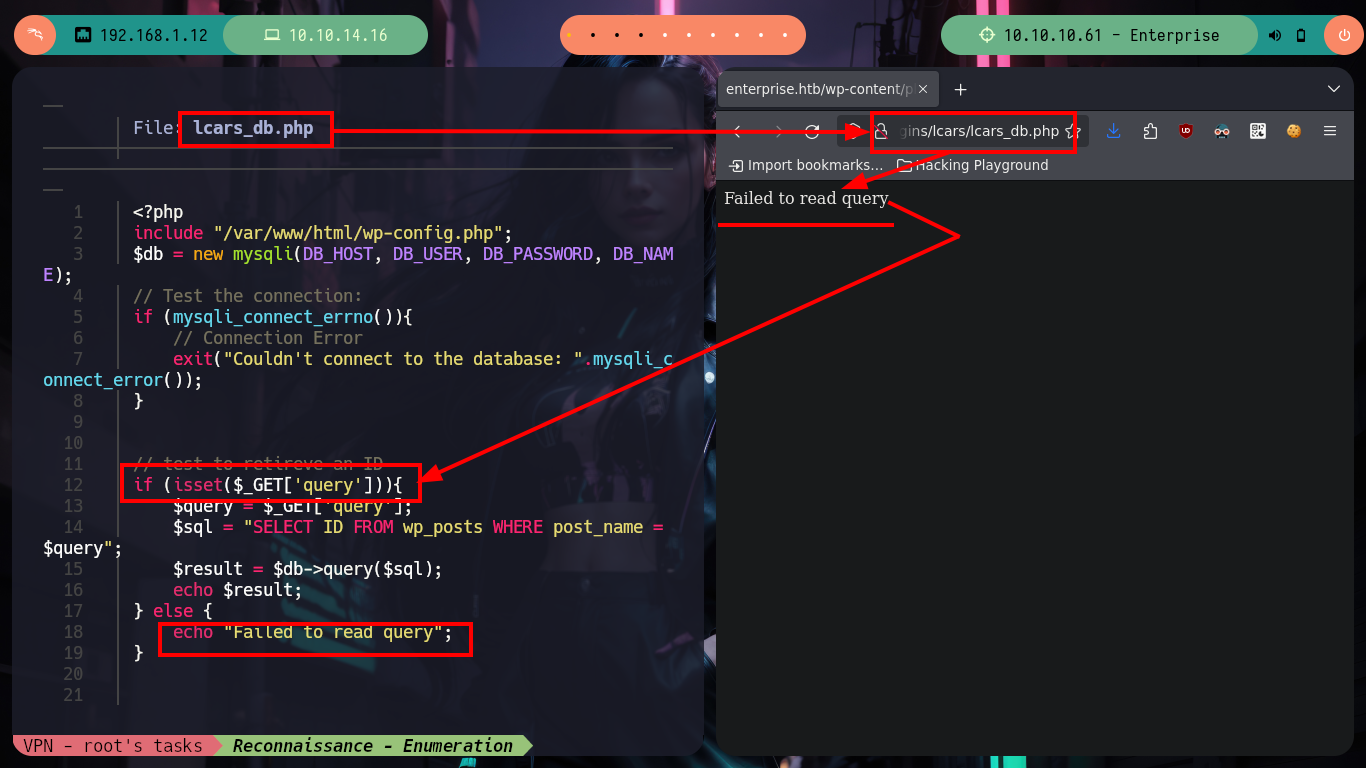 192.168.1.12
10.10.14.16
10.10.10.61 - Enterprise
File: lcars_db.php
1 <?php
2 include "/var/www/html/wp-config.php";
3 $db = new mysqli(DB_HOST, DB_USER, DB_PASSWORD, DB_NAM
E);
4 // Test the connection:
5 if (mysqli_connect_errno()){
6 // Connection Error
7 exit("Couldn't connect to the database: ".mysqli_c
onnect_error());
8 }
9
10
11 // test to retireve an ID
12 if (isset($_GET['query'])){
13 $query = $_GET['query'];
14 $sql = "SELECT ID FROM wp_posts WHERE post_name =
$query";
15 $result = $db->query($sql);
16 echo $result;
17 } else {
18 echo "Failed to read query";
19 }
20
21
VPN - root's tasks
Reconnaissance - Enumeration
enterprise.htb/wp-content/p
gins/lcars/lcars_db.php
Import bookmarks…
Hacking Playground
Failed to read query